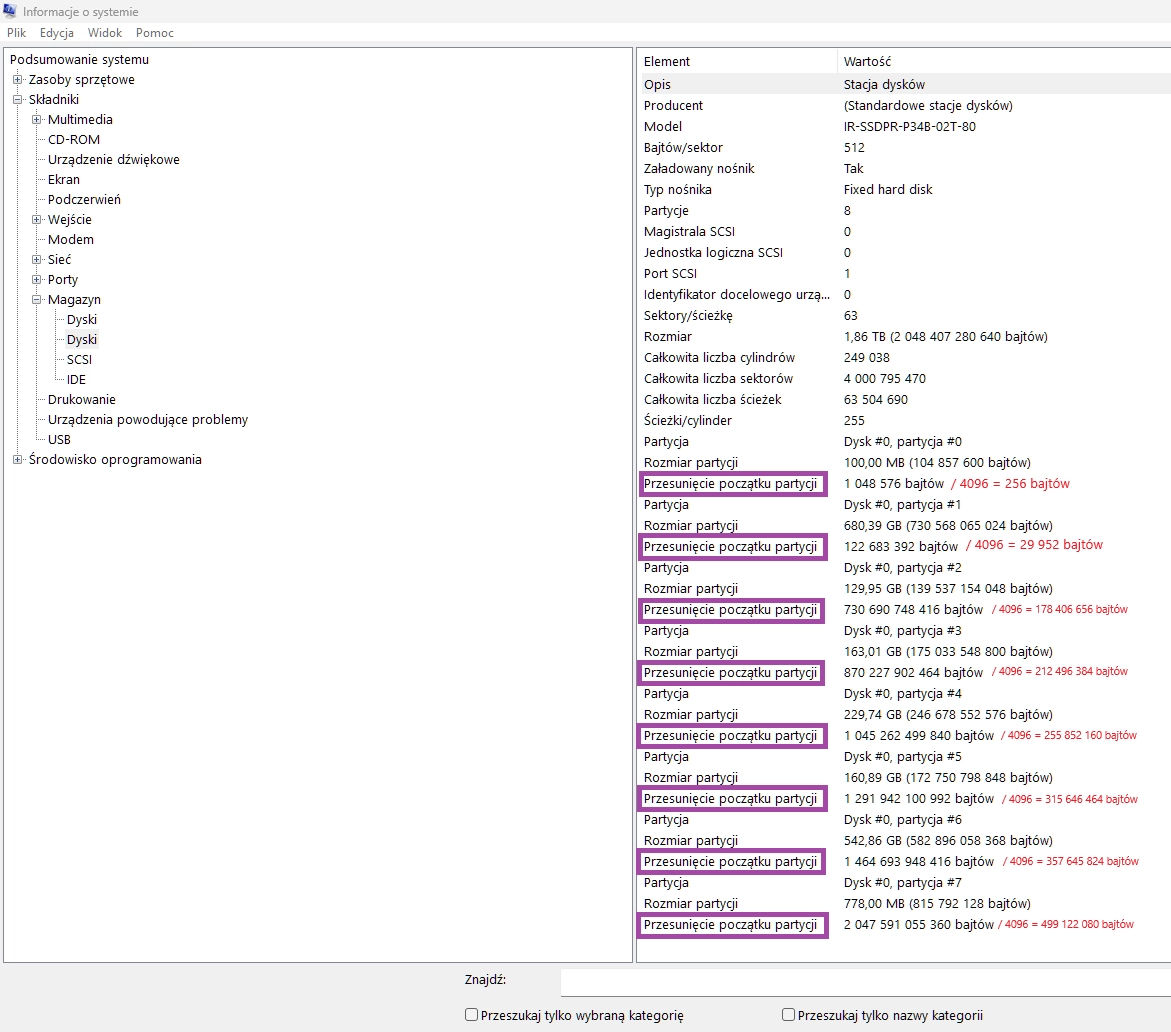 Informacje o systemie
Plik Edycja Widok Pomoc
Podsumowanie systemu
Zasoby sprzętowe
Składniki
Multimedia
CD-ROM
Urządzenie dźwiękowe
Ekran
Podczerwień
Wejście
Modem
Sieć
Porty
Magazyn
Dyski
Dyski
SCSI
IDE
Drukowanie
Urządzenia powodujące problemy
USB
Środowisko oprogramowania
Element Wartość
Opis Stacja dysków
Producent (Standardowe stacje dysków)
Model IR-SSDPR-P34B-02T-80
Bajtów/sektor 512
Załadowany nośnik Tak
Typ nośnika Fixed hard disk
Partycje 8
Magistrala SCSI 0
Jednostka logiczna SCSI 0
Port SCSI 1
Identyfikator docelowego urzą... 0
Sektory/ścieżkę 63
Rozmiar 1,86 TB (2 048 407 280 640 bajtów)
Całkowita liczba cylindrów 249 038
Całkowita liczba sektorów 4 000 795 470
Całkowita liczba ścieżek 63 504 690
Ścieżki/cylinder 255
Partycja Dysk #0, partycja #0
Rozmiar partycji 100,00 MB (104 857 600 bajtów)
Przesunięcie początku partycji 1 048 576 bajtów / 4096 = 256 bajtów
Partycja Dysk #0, partycja #1
Rozmiar partycji 680,39 GB (730 568 065 024 bajtów)
Przesunięcie początku partycji 122 683 392 bajtów / 4096 = 29 952 bajtów
Partycja Dysk #0, partycja #2
Rozmiar partycji 129,95 GB (139 537 154 048 bajtów)
Przesunięcie początku partycji 730 690 748 416 bajtów / 4096 = 178 406 656 bajtów
Partycja Dysk #0, partycja #3
Rozmiar partycji 163,01 GB (175 033 548 800 bajtów)
Przesunięcie początku partycji 870 227 902 464 bajtów / 4096 = 212 496 384 bajtów
Partycja Dysk #0, partycja #4
Rozmiar partycji 229,74 GB (246 678 552 576 bajtów)
Przesunięcie początku partycji 1 045 262 499 840 bajtów / 4096 = 255 852 160 bajtów
Partycja Dysk #0, partycja #5
Rozmiar partycji 160,89 GB (172 750 798 848 bajtów)
Przesunięcie początku partycji 1 291 942 100 992 bajtów / 4096 = 315 646 464 bajtów
Partycja Dysk #0, partycja #6
Rozmiar partycji 542,86 GB (582 896 058 368 bajtów)
Przesunięcie początku partycji 1 464 693 948 416 bajtów / 4096 = 357 645 824 bajtów
Partycja Dysk #0, partycja #7
Rozmiar partycji 778,00 MB (815 792 128 bajtów)
Przesunięcie początku partycji 2 047 591 055 360 bajtów / 4096 = 499 122 080 bajtów
Znajdź:
Przeszukaj tylko wybraną kategorię Przeszukaj tylko nazwy kategorii